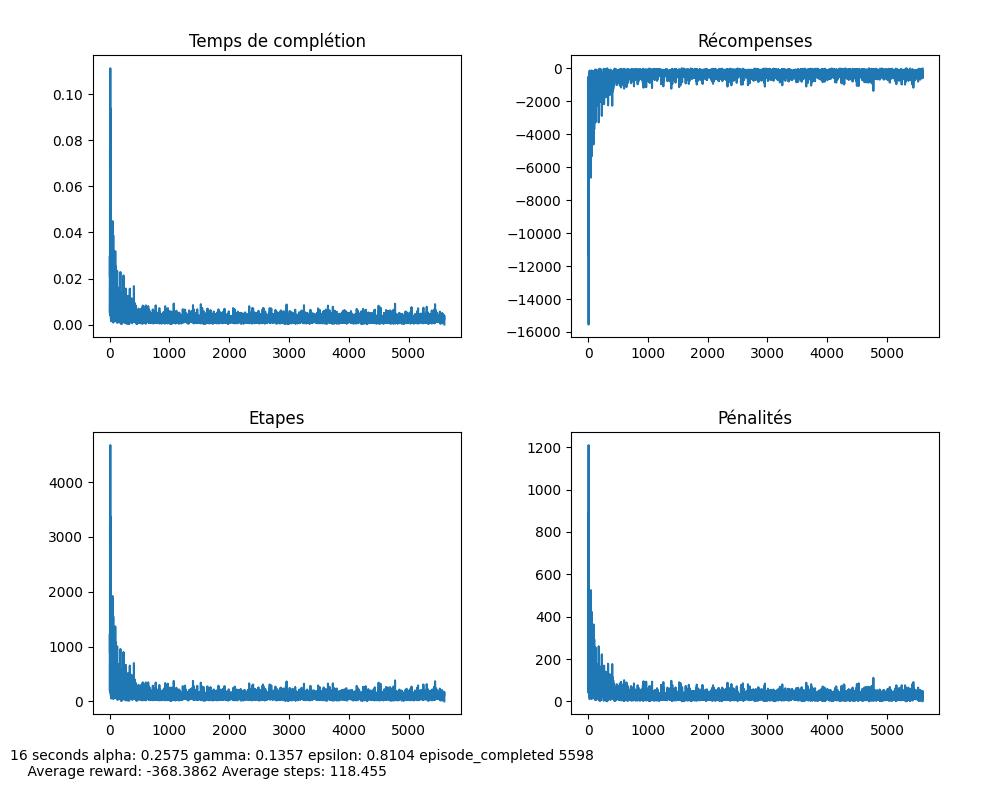 Temps de complétion
0.10
0.08
0.06
0.04
0.02
0.00
0 1000 2000 3000 4000 5000
Récompenses
0
−2000
−4000
−6000
−8000
−10000
−12000
−14000
−16000
0 1000 2000 3000 4000 5000
Etapes
4000
3000
2000
1000
0
0 1000 2000 3000 4000 5000
Pénalités
1200
1000
800
600
400
200
0
0 1000 2000 3000 4000 5000
16 seconds alpha: 0.2575 gamma: 0.1357 epsilon: 0.8104 episode_completed 5598
Average reward: -368.3862 Average steps: 118.455